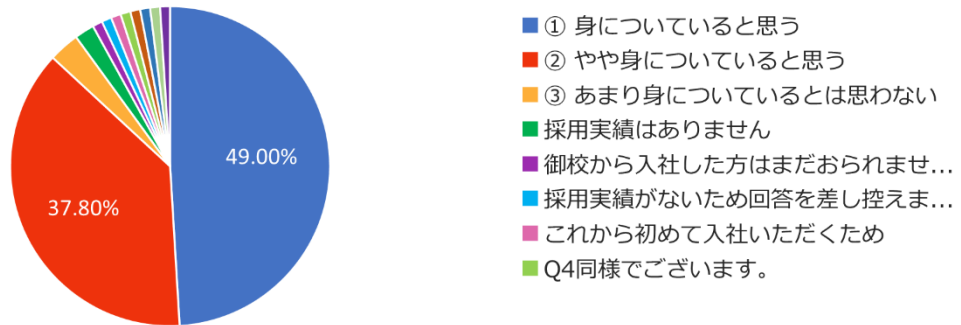 49.00%
37.80%
① 身についていると思う
② やや身についていると思う
③ あまり身についているとは思わない
採用実績はありません
御校から入社した方はまだおられませ...
採用実績がないため回答を差し控えま...
これから初めて入社いただくため
Q4同様でございます。